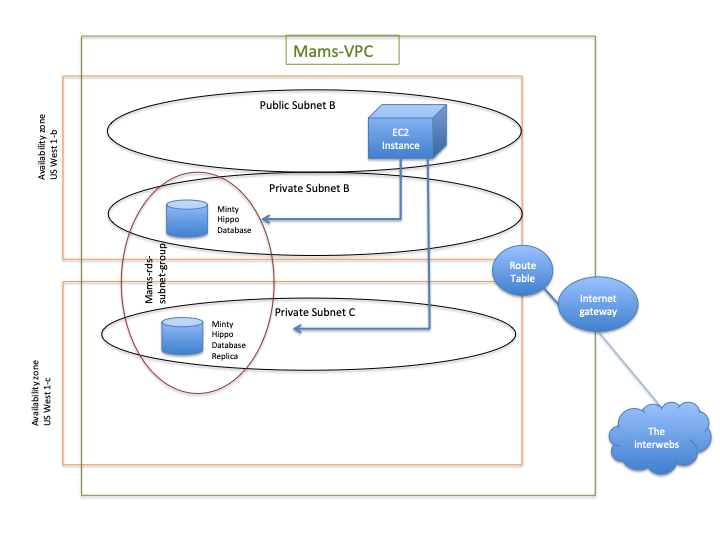 Mams-VPC
Availability zone
US West 1-b
Public Subnet B
EC2
Instance
Private Subnet B
Minty
Hippo
Database
Mams-rds-
subnet-group
Route
Table
Internet
gateway
Availability zone
US West 1-c
Private Subnet C
Minty
Hippo
Database
Replica
The
interwebs